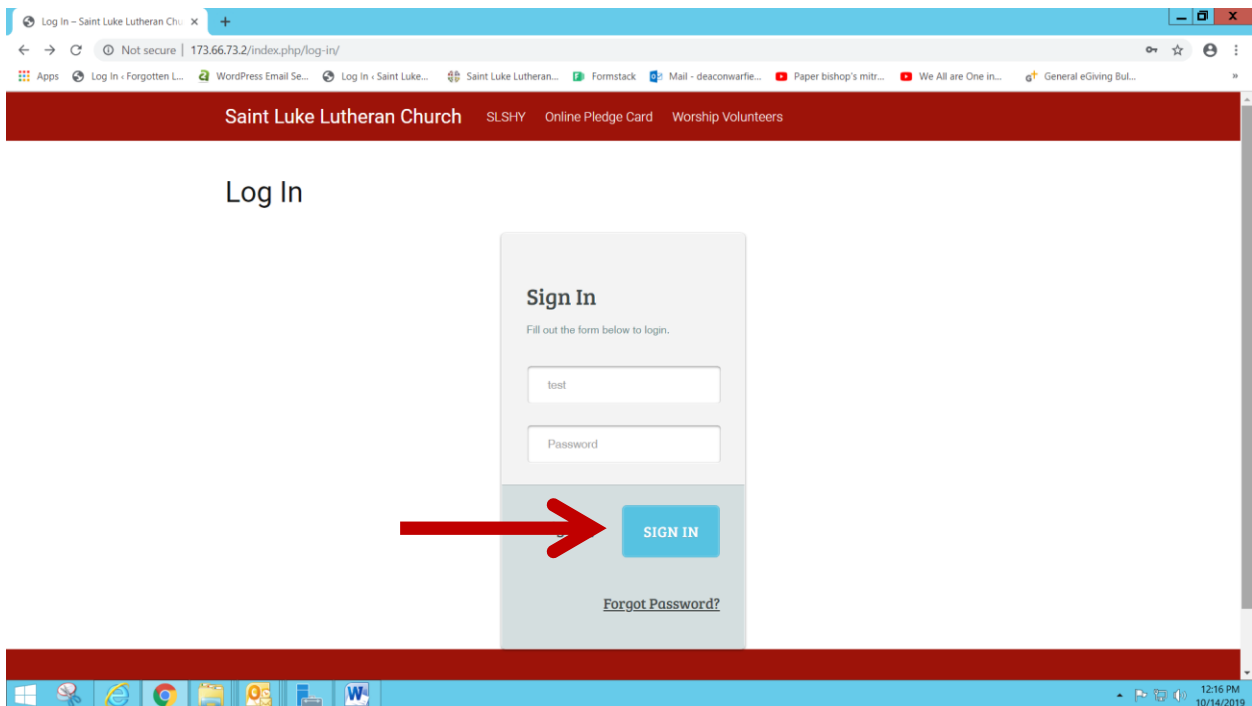 Log In – Saint Luke Lutheran Chu
Not secure | 173.66.73.2/index.php/log-in/
Apps Log In ‹ Forgotten L... WordPress Email Se... Log In ‹ Saint Luke... Saint Luke Lutheran... Formstack Mail - deaconwarfie... Paper bishop's mitr... We All are One in... General eGiving Bul... »
Saint Luke Lutheran Church SLSHY Online Pledge Card Worship Volunteers
Log In
Sign In
Fill out the form below to login.
test
Password
SIGN IN
Forgot Password?
12:16 PM
10/14/2019